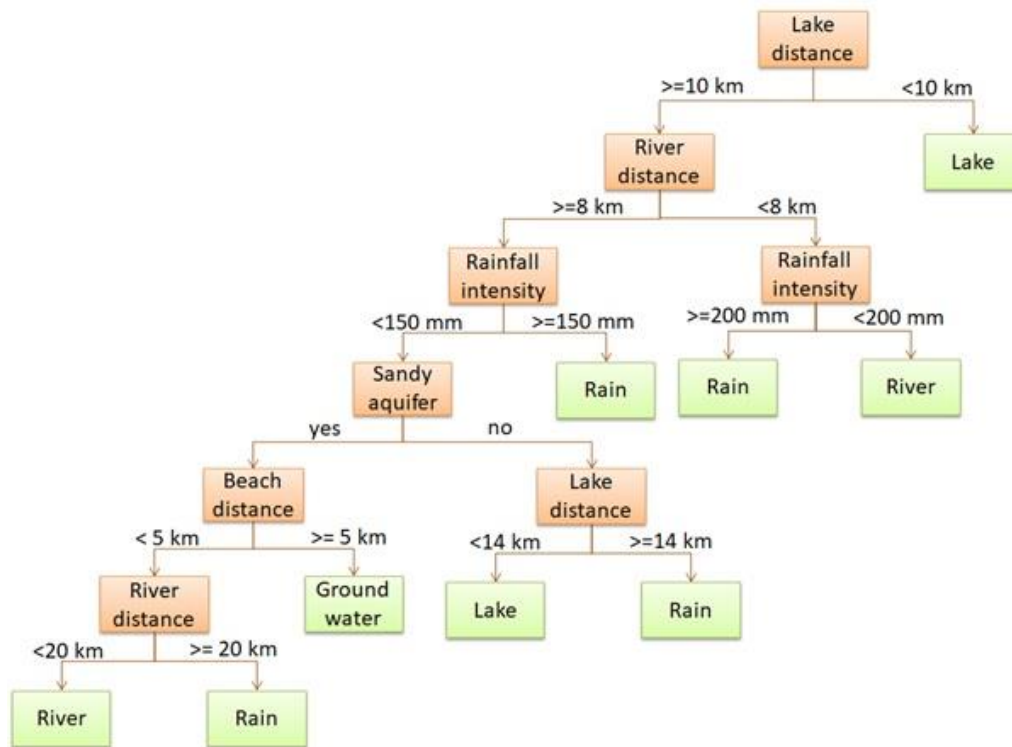 Lake
distance
>=10 km
<10 km
River
distance
Lake
>=8 km
<8 km
Rainfall
intensity
Rainfall
intensity
<150 mm
>=150 mm
>=200 mm
<200 mm
Sandy
aquifer
Rain
Rain
River
yes
no
Beach
distance
Lake
distance
< 5 km
>= 5 km
<14 km
>=14 km
River
distance
Ground
water
Lake
Rain
<20 km
>= 20 km
River
Rain